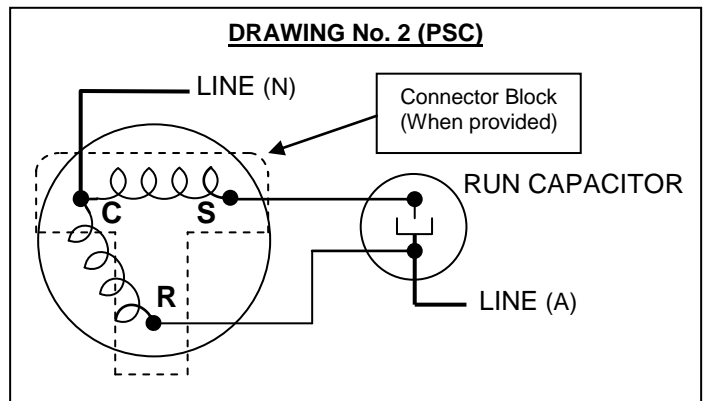 DRAWING No. 2 (PSC)
LINE (N)
Connector Block
(When provided)
RUN CAPACITOR
C
S
R
LINE (A)